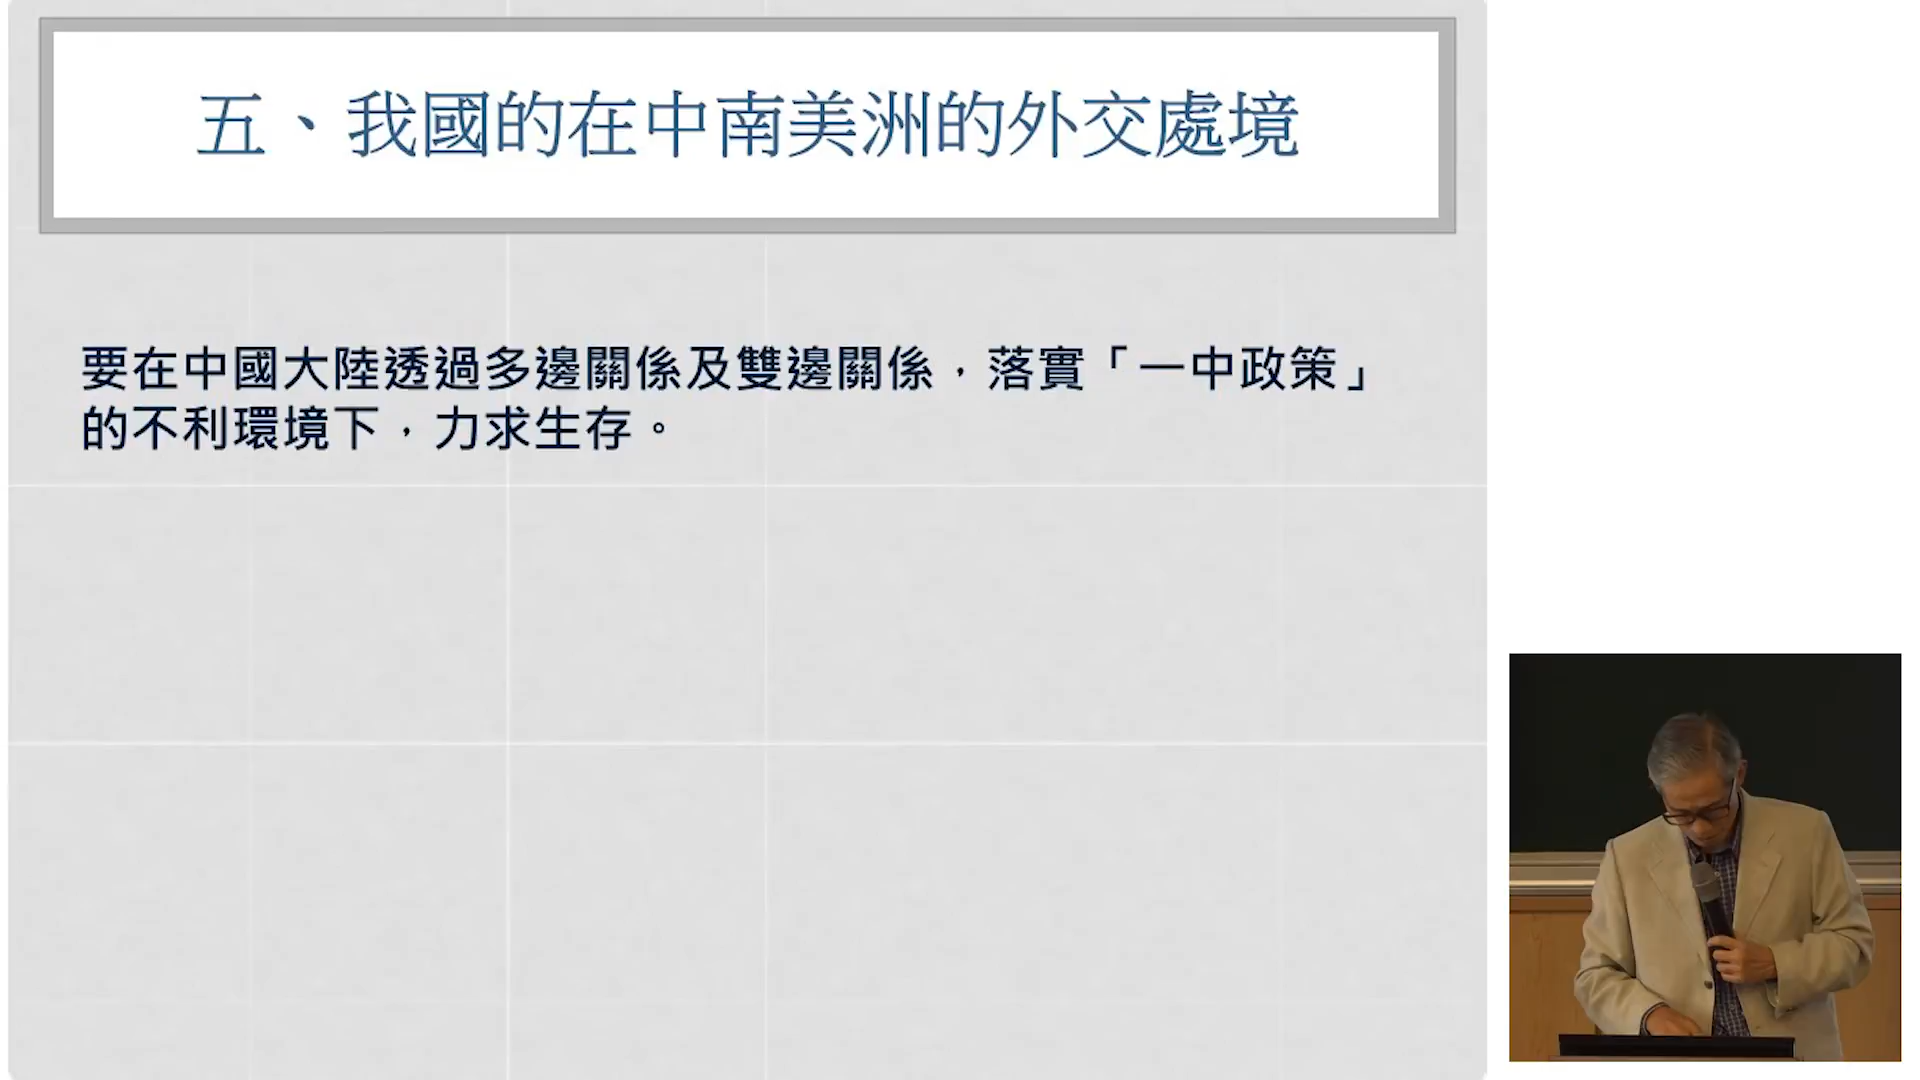 五、我國的在中南美洲的外交處境
要在中國大陸透過多邊關係及雙邊關係，落實「一中政策」
的不利環境下，力求生存。